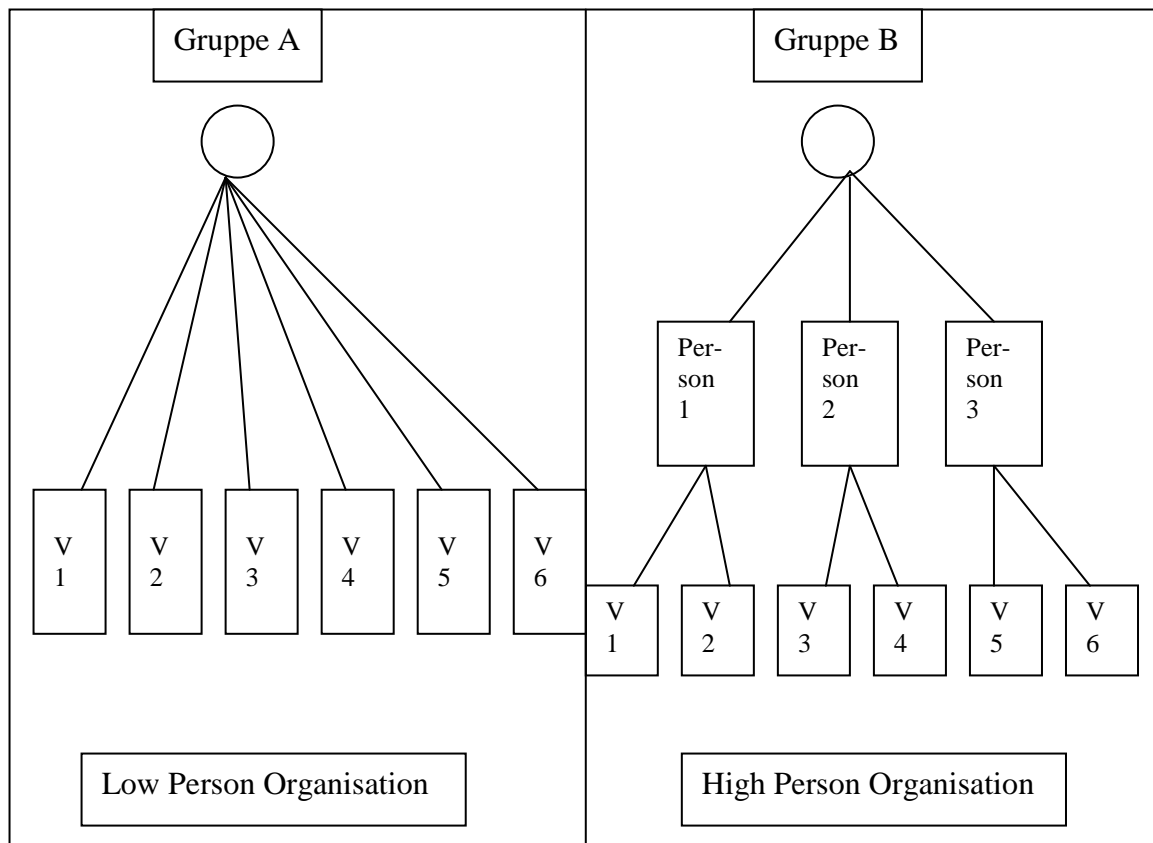 Gruppe A
V
1
V
2
V
3
V
4
V
5
V
6
Low Person Organisation
Gruppe B
Per-
son
1
Per-
son
2
Per-
son
3
V
1
V
2
V
3
V
4
V
5
V
6
High Person Organisation